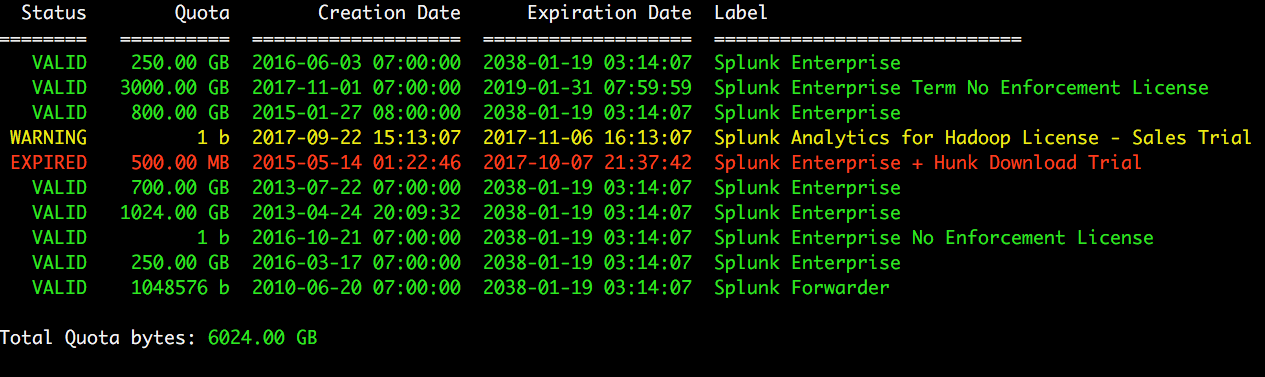 Status Quota Creation Date Expiration Date Label
======== ========== =================== =================== ============================
VALID 250.00 GB 2016-06-03 07:00:00 2038-01-19 03:14:07 Splunk Enterprise
VALID 3000.00 GB 2017-11-01 07:00:00 2019-01-31 07:59:59 Splunk Enterprise Term No Enforcement License
VALID 800.00 GB 2015-01-27 08:00:00 2038-01-19 03:14:07 Splunk Enterprise
WARNING 1 b 2017-09-22 15:13:07 2017-11-06 16:13:07 Splunk Analytics for Hadoop License - Sales Trial
EXPIRED 500.00 MB 2015-05-14 01:22:46 2017-10-07 21:37:42 Splunk Enterprise + Hunk Download Trial
VALID 700.00 GB 2013-07-22 07:00:00 2038-01-19 03:14:07 Splunk Enterprise
VALID 1024.00 GB 2013-04-24 20:09:32 2038-01-19 03:14:07 Splunk Enterprise
VALID 1 b 2016-10-21 07:00:00 2038-01-19 03:14:07 Splunk Enterprise No Enforcement License
VALID 250.00 GB 2016-03-17 07:00:00 2038-01-19 03:14:07 Splunk Enterprise
VALID 1048576 b 2010-06-20 07:00:00 2038-01-19 03:14:07 Splunk Forwarder
Total Quota bytes: 6024.00 GB